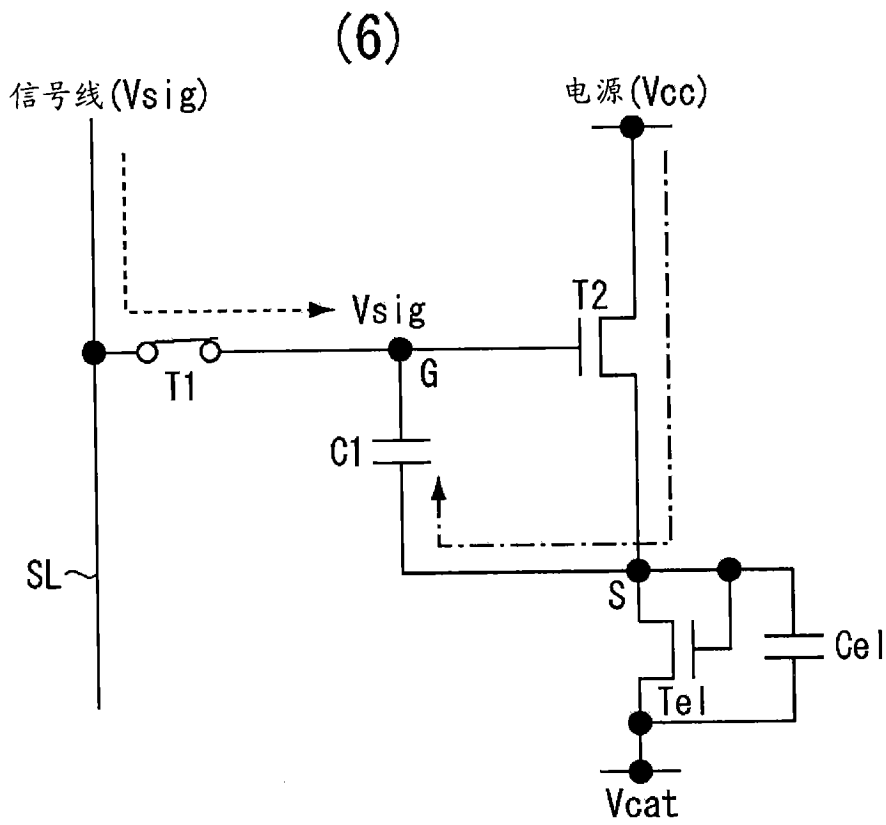 (6)
信号线(Vsig)
电源(Vcc)
T2
Vsig
G
T1
C1
SL
S
Cel
Tel
Vcat